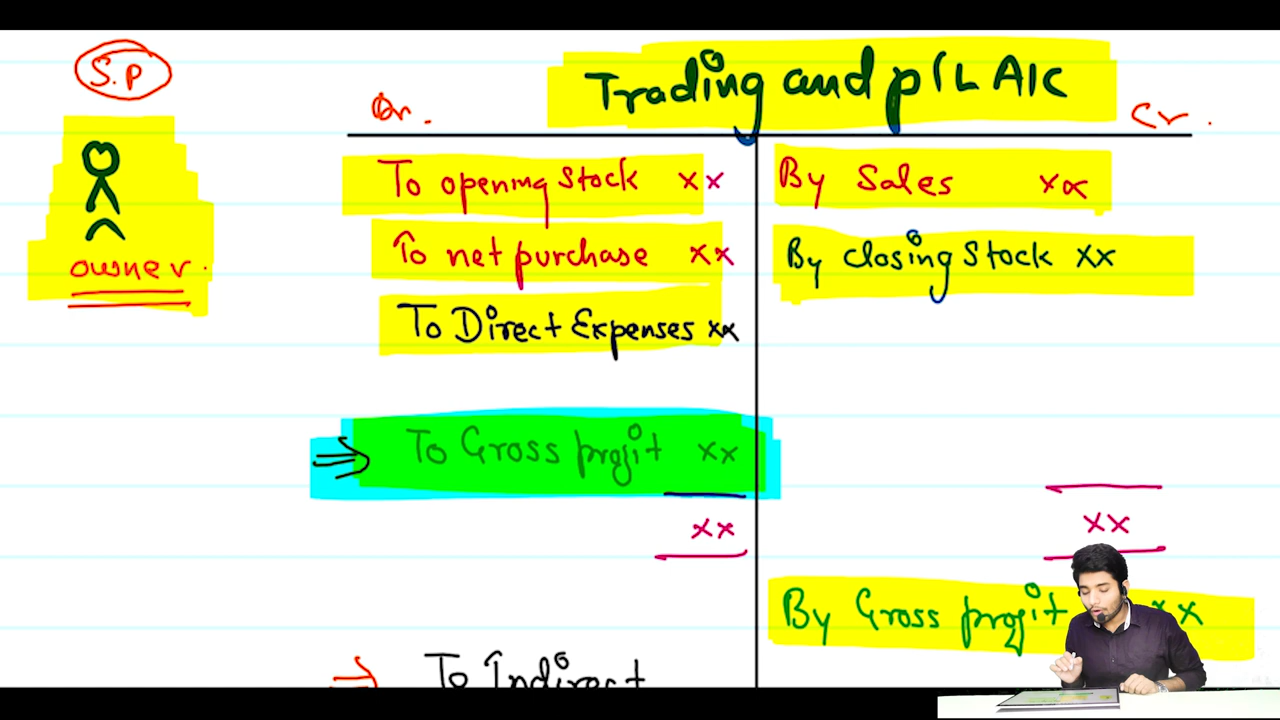 S.P
Trading and P/L A/C
Dr.
Cr.
To opening Stock xx
By Sales xx
To net purchase xx
By closing Stock xx
owner.
To Direct Expenses xx
To Gross profit xx
xx
xx
By Gross profit xx
To Indirect